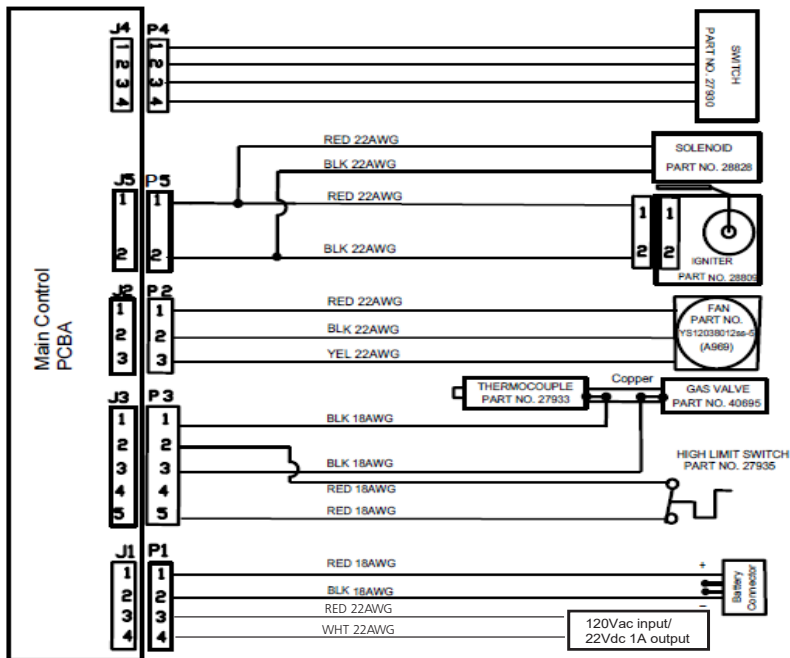 Main Control
PCBA
J4 P4
1 1
2 2
3 3
4 4
SWITCH
PART NO. 27930
RED 22AWG
BLK 22AWG
SOLENOID
PART NO. 28828
J5 P5
1 1
2 2
RED 22AWG
BLK 22AWG
1 1
2 2
IGNITER
PART NO. 28809
J2 P2
1 1
2 2
3 3
RED 22AWG
BLK 22AWG
YEL 22AWG
FAN
PART NO.
YS12038012ss-5
(A969)
THERMOCOUPLE
PART NO. 27933
Copper
GAS VALVE
PART NO. 40695
J3 P3
1 1
2 2
3 3
4 4
5 5
BLK 18AWG
BLK 18AWG
RED 18AWG
RED 18AWG
HIGH LIMIT SWITCH
PART NO. 27935
J1 P1
1 1
2 2
3 3
4 4
RED 18AWG
BLK 18AWG
RED 22AWG
WHT 22AWG
+
−
Battery
Connector
120Vac input/
22Vdc 1A output